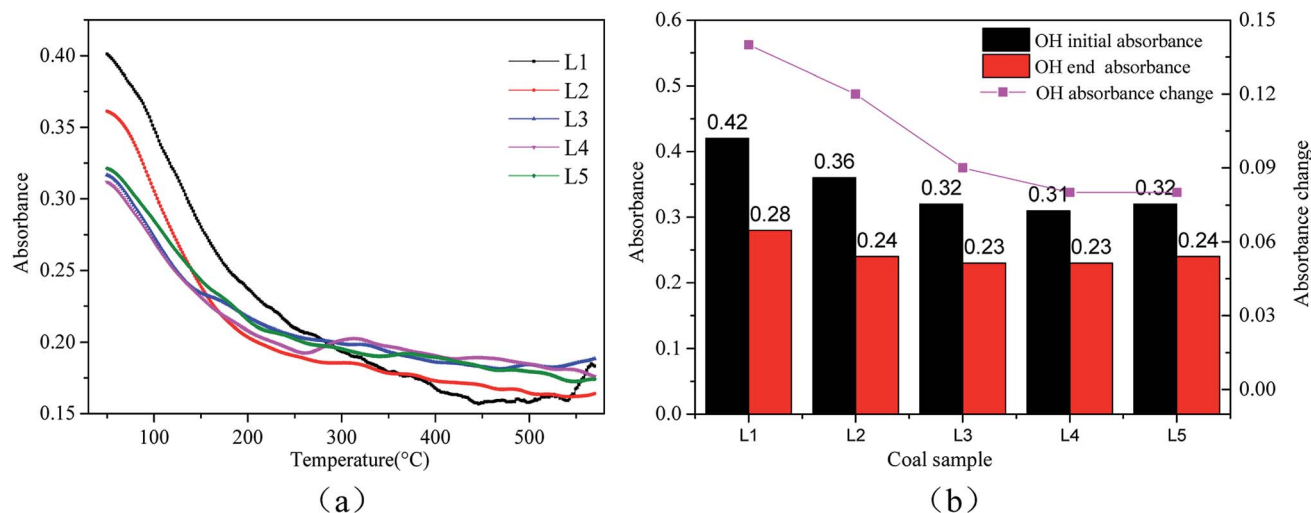 0.40
0.35
0.30
0.25
0.20
0.15
Absorbance
L1
L2
L3
L4
L5
100 200 300 400 500
Temperature(°C)
(a)
0.6
0.5
0.4
0.3
0.2
0.1
0.0
Absorbance
OH initial absorbance
OH end  absorbance
OH absorbance change
0.42 0.36 0.32 0.31 0.32
0.28 0.24 0.23 0.23 0.24
0.15
0.12
0.09
0.06
0.03
0.00
Absorbance change
L1 L2 L3 L4 L5
Coal sample
(b)